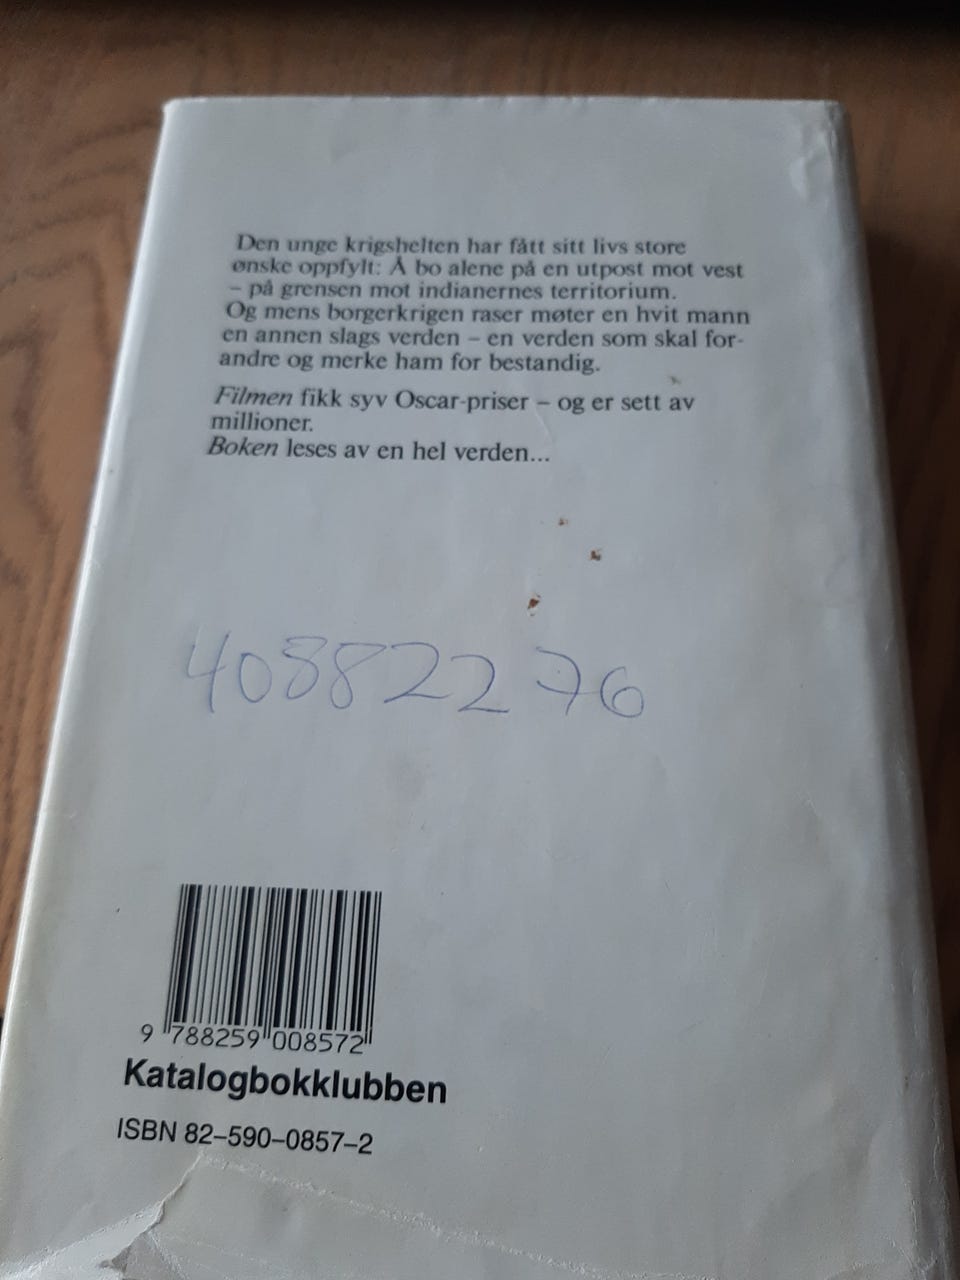 Den unge krigshelten har fått sitt livs store
ønske oppfylt: Å bo alene på en utpost mot vest
– på grensen mot indianernes territorium.
Og mens borgerkrigen raser møter en hvit mann
en annen slags verden – en verden som skal for-
andre og merke ham for bestandig.
Filmen fikk syv Oscar-priser – og er sett av
millioner.
Boken leses av en hel verden...
40882276
9 788259 008572
Katalogbokklubben
ISBN 82–590–0857–2